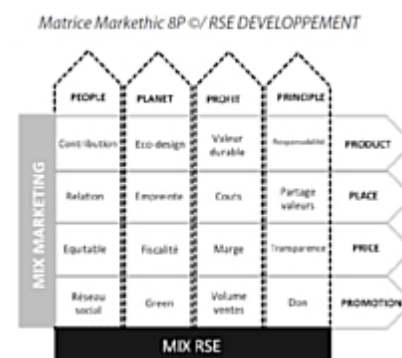 Matrice Markethic 8P ©/ RSE DEVELOPPEMENT
PEOPLE PLANET PROFIT PRINCIPLE
Contribution Eco-design Valeur durable Responsabilité PRODUCT
Relation Empreinte Couts Partage valeurs PLACE
Equitable Fiscalité Marge Transparence PRICE
Réseau social Green Volume ventes Don PROMOTION
MIX MARKETING
MIX RSE